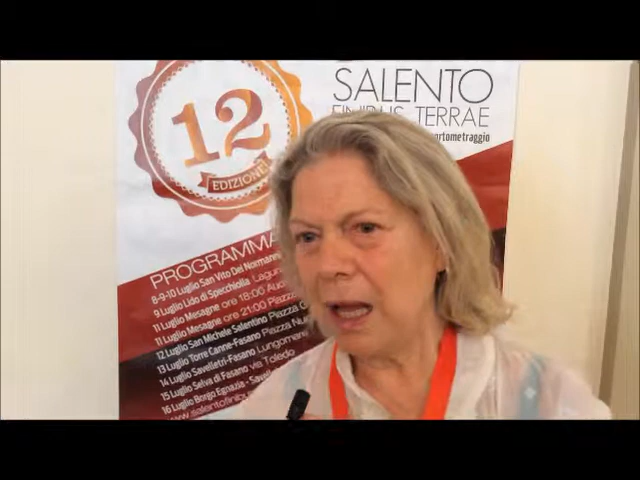 SALENTO
FINIBUS TERRAE
12
EDIZIONE
PROGRAMMA
8-9-10 Luglio San Vito Dei Normanni
9 Luglio Lido di Specchiolla
11 Luglio Mesagne ore 18:00
11 Luglio Mesagne ore 21:00 Piazza
12 Luglio San Michele Salentino Piazza
13 Luglio Torre Canne-Fasano Piazza
14 Luglio Savelletri-Fasano Lungomare
15 Luglio Selva di Fasano via Toledo
16 Luglio Borgo Egnazia -